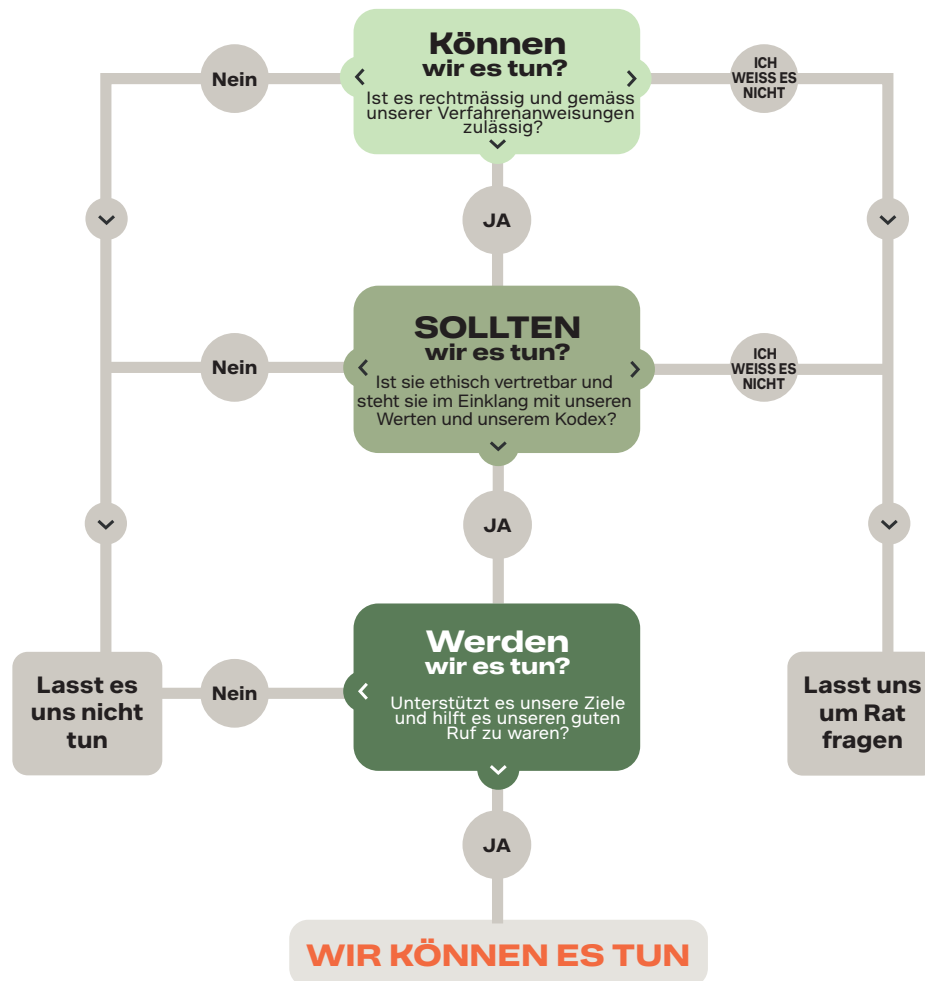 Können
wir es tun?
Ist es rechtmässig und gemäss
unserer Verfahrenanweisungen
zulässig?
Nein
ICH
WEISS ES
NICHT
JA
SOLLTEN
wir es tun?
Ist sie ethisch vertretbar und
steht sie im Einklang mit unseren
Werten und unserem Kodex?
Nein
ICH
WEISS ES
NICHT
JA
Werden
wir es tun?
Unterstützt es unsere Ziele
und hilft es unseren guten
Ruf zu waren?
Nein
Lasst es
uns nicht
tun
Lasst uns
um Rat
fragen
JA
WIR KÖNNEN ES TUN